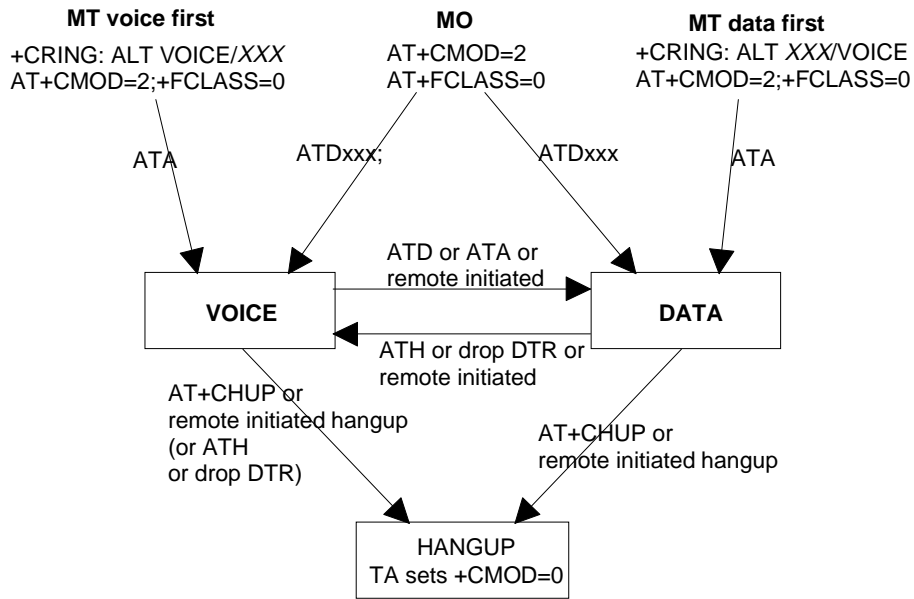 MT voice first
+CRING: ALT VOICE/XXX
AT+CMOD=2;+FCLASS=0
MO
AT+CMOD=2
AT+FCLASS=0
MT data first
+CRING: ALT XXX/VOICE
AT+CMOD=2;+FCLASS=0
ATA
ATDxxx;
ATDxxx
ATA
ATD or ATA or
remote initiated
VOICE
DATA
ATH or drop DTR or
remote initiated
AT+CHUP or
remote initiated hangup
(or ATH
or drop DTR)
AT+CHUP or
remote initiated hangup
HANGUP
TA sets +CMOD=0